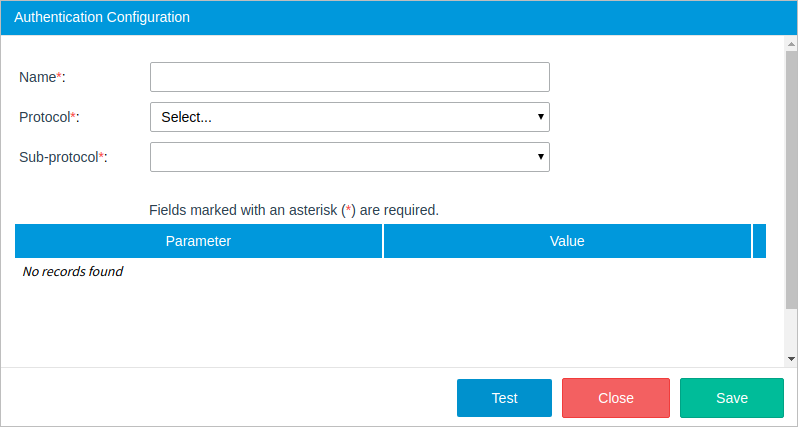 Authentication Configuration
Name*:
Protocol*:
Select...
Sub-protocol*:
Fields marked with an asterisk (*) are required.
Parameter Value
No records found
Test Close Save